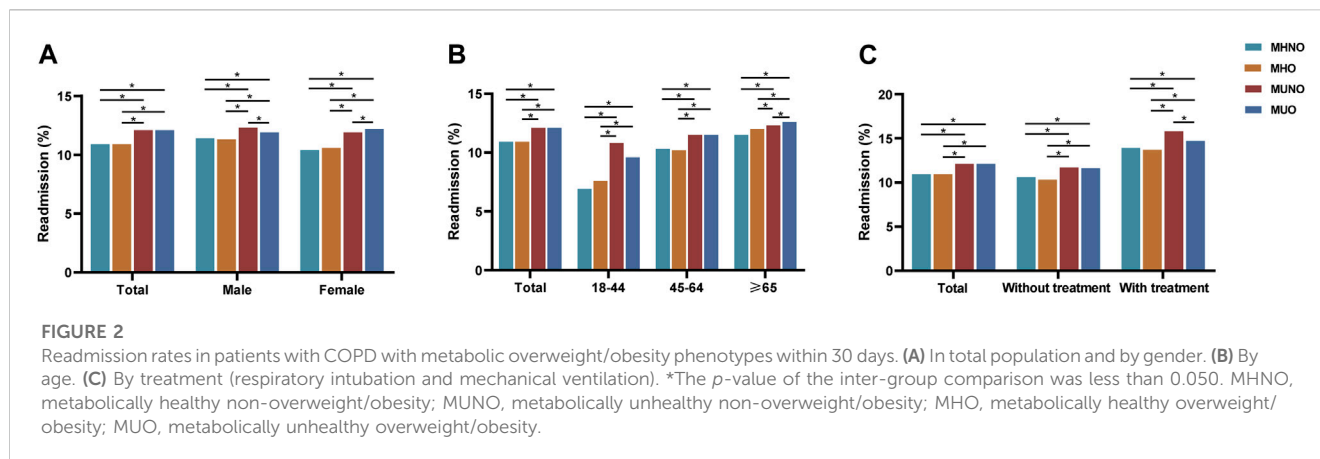 A
B
C
MHNO
MHO
MUNO
MUO
Readmission (%)
15
10
5
0
* * * * *
* * * * * *
* * * * * *
Total Male Female
Readmission (%)
15
10
5
0
* * * * *
* * * * *
* * * * *
* * * * * *
Total 18-44 45-64 ⩾65
Readmission (%)
20
15
10
5
0
* * * * *
* * * * *
* * * * * *
Total Without treatment With treatment
FIGURE 2
Readmission rates in patients with COPD with metabolic overweight/obesity phenotypes within 30 days. (A) In total population and by gender. (B) By
age. (C) By treatment (respiratory intubation and mechanical ventilation). *The p-value of the inter-group comparison was less than 0.050. MHNO,
metabolically healthy non-overweight/obesity; MUNO, metabolically unhealthy non-overweight/obesity; MHO, metabolically healthy overweight/
obesity; MUO, metabolically unhealthy overweight/obesity.